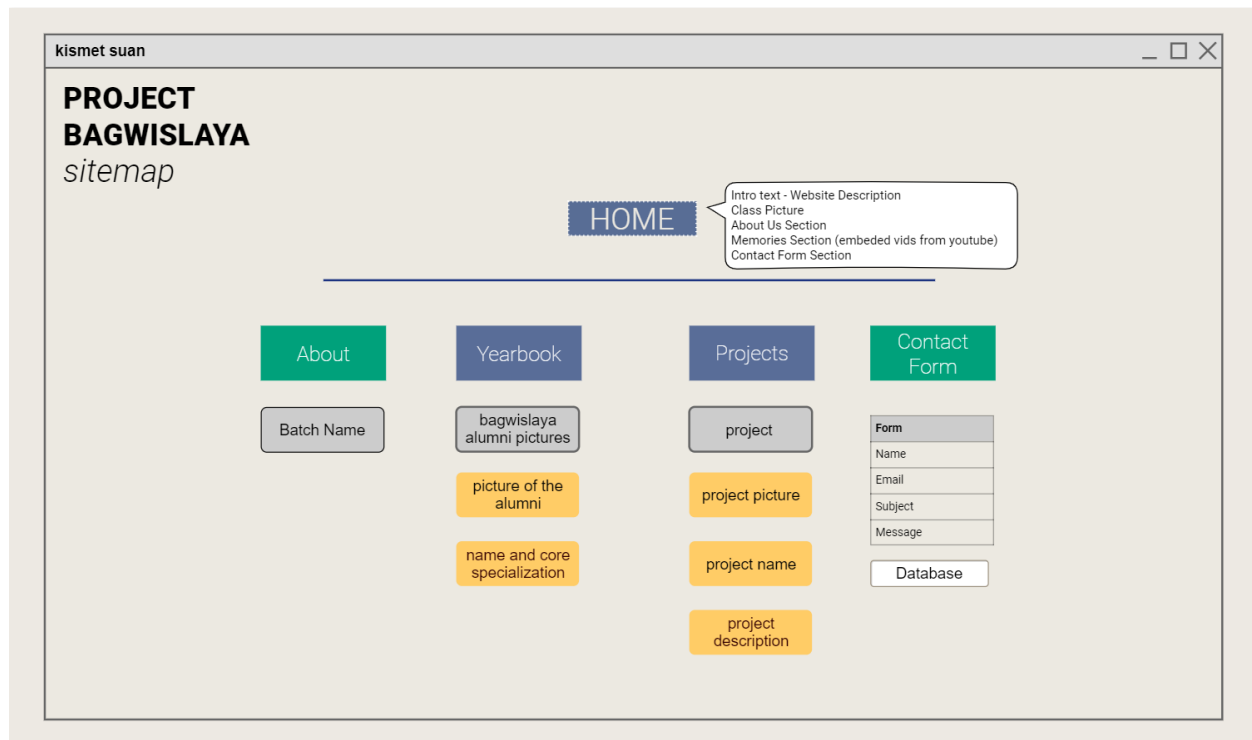 kismet suan
PROJECT
BAGWISLAYA
sitemap
HOME
Intro text - Website Description
Class Picture
About Us Section
Memories Section (embeded vids from youtube)
Contact Form Section
About
Batch Name
Yearbook
bagwislaya
alumni pictures
picture of the
alumni
name and core
specialization
Projects
project
project picture
project name
project
description
Contact
Form
Form
Name
Email
Subject
Message
Database